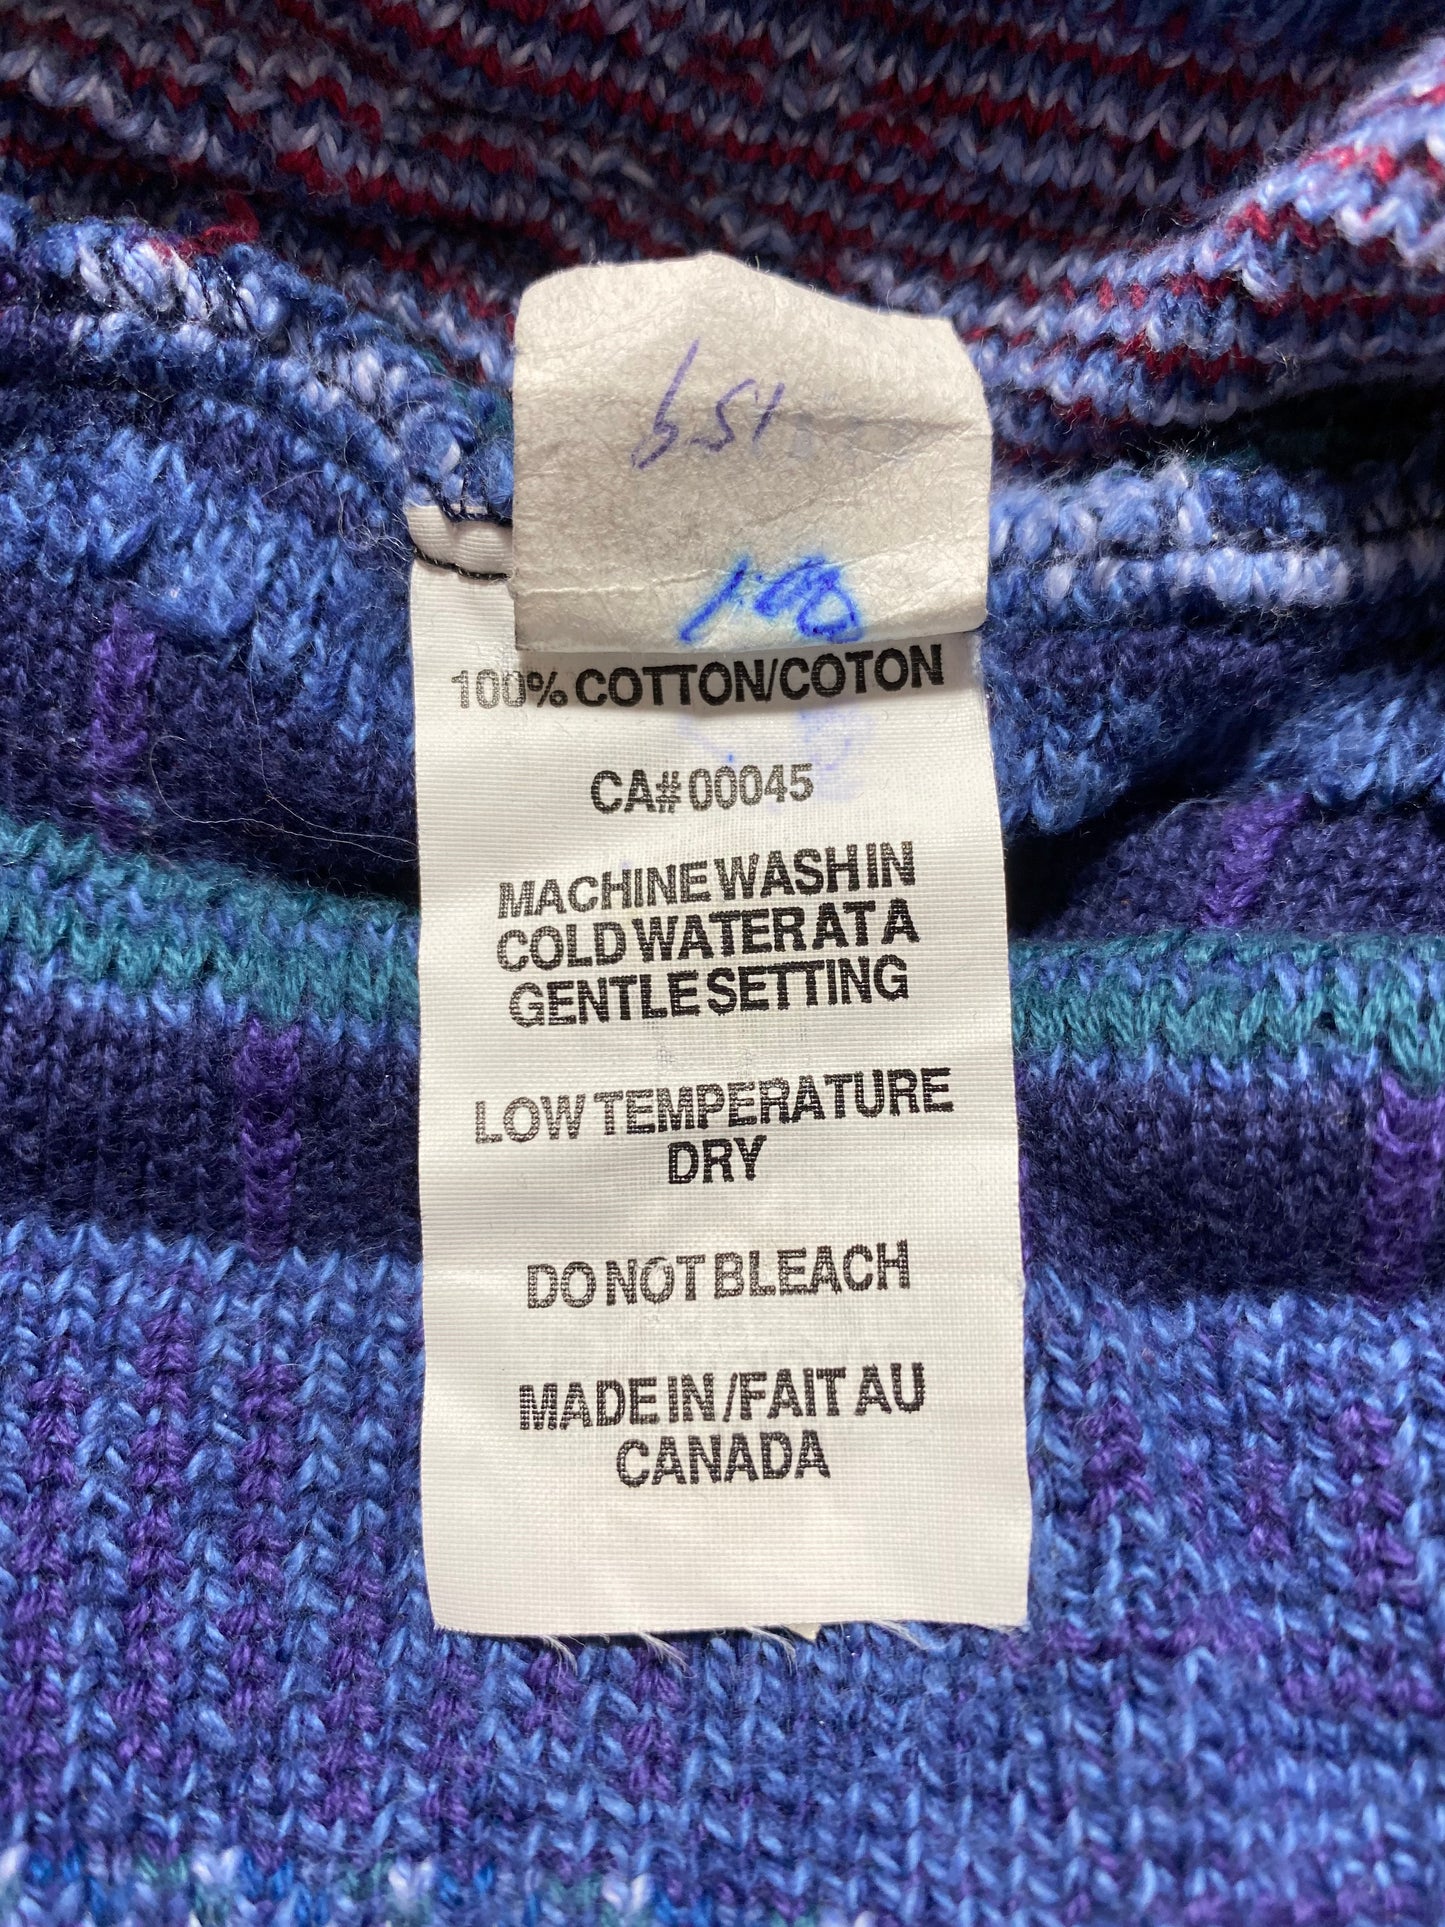 100% COTTON/COTON
CA# 00045
MACHINE WASH IN
COLD WATER AT A
GENTLE SETTING
LOW TEMPERATURE
DRY
DO NOT BLEACH
MADE IN/FAIT AU
CANADA